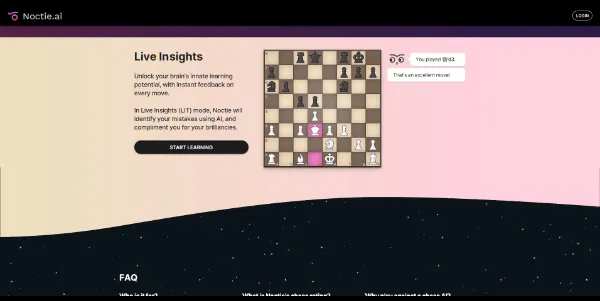 Noctie.ai
LOGIN
Live Insights
Unlock your brain's innate learning
potential, with instant feedback on
every move.
In Live Insights (LIT) mode, Noctie will
identify your mistakes using AI, and
compliment you for your brilliancies.
START LEARNING
You played ♕d3
That's an excellent move!
FAQ
Who is it for?
What is Noctie's chess rating?
Why play against a chess AI?